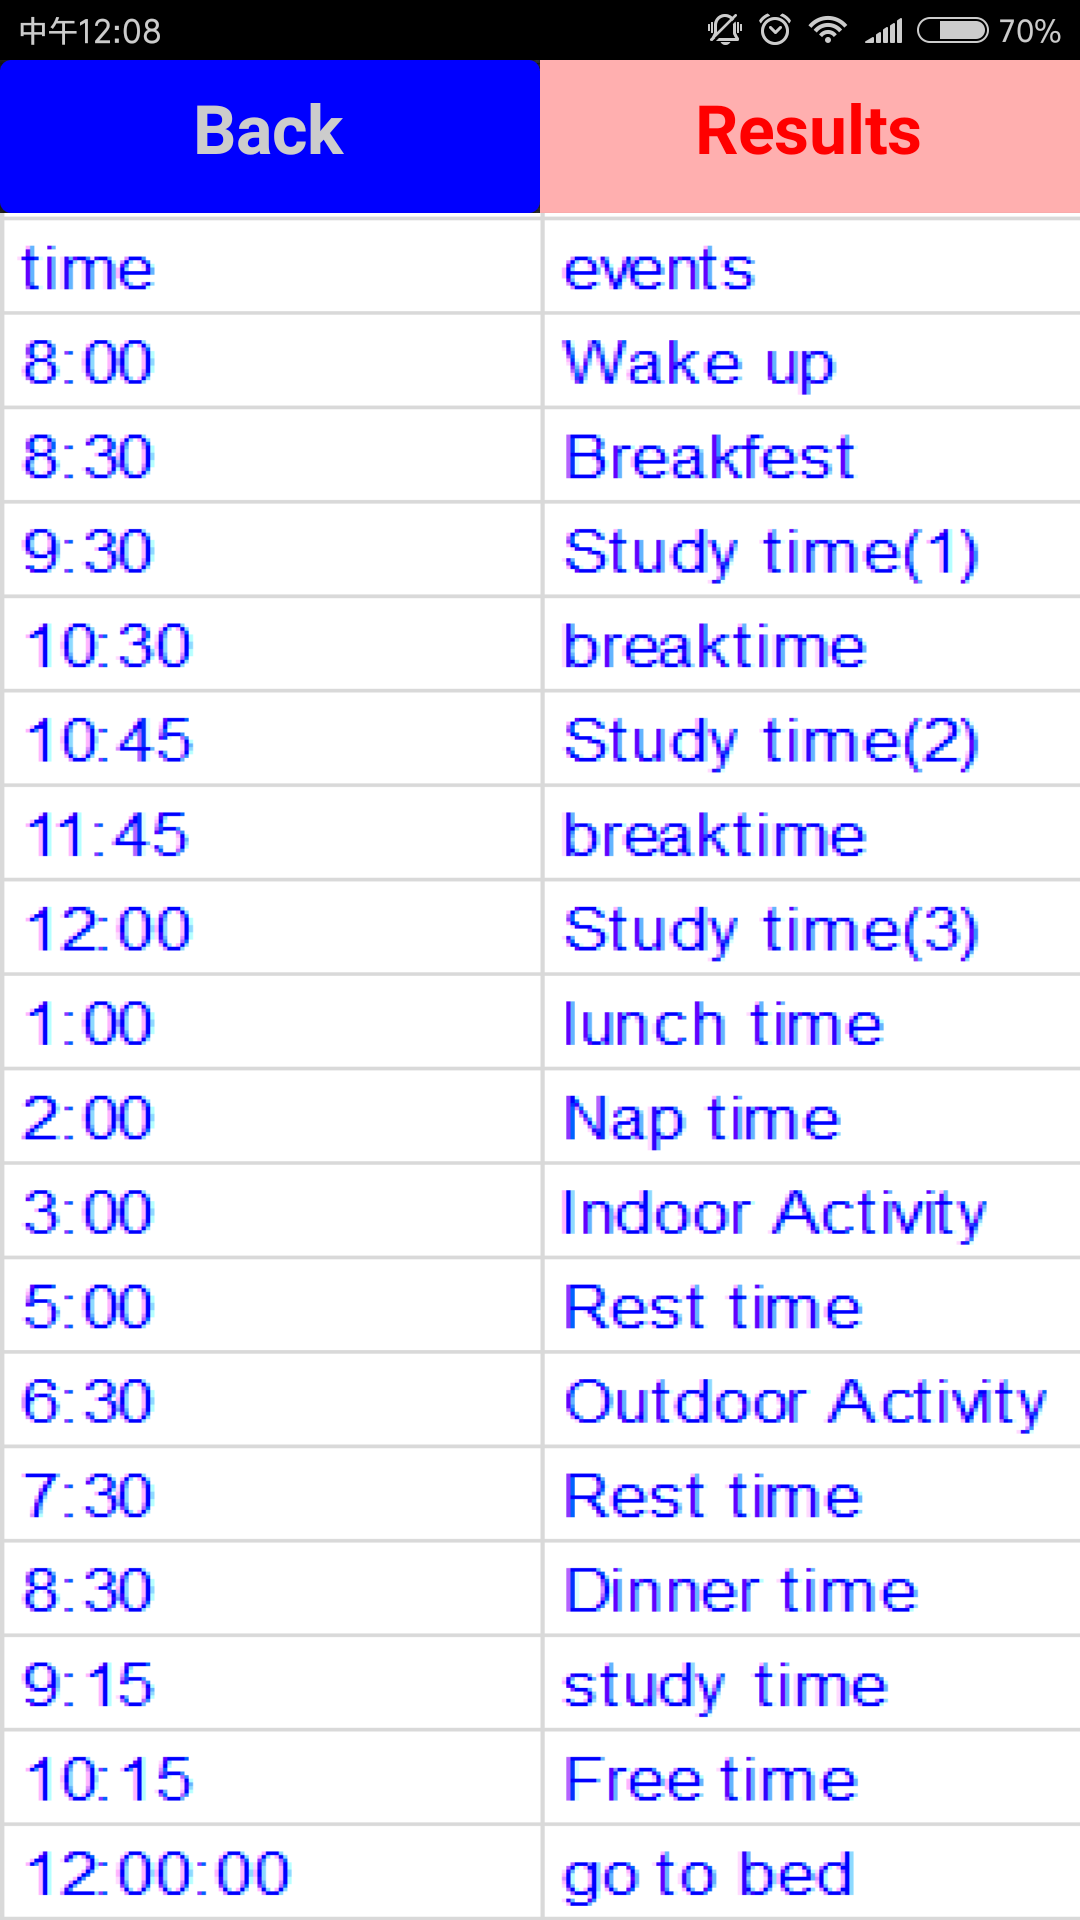 中午12:08 70%
Back Results
time events
8:00 Wake up
8:30 Breakfest
9:30 Study time(1)
10:30 breaktime
10:45 Study time(2)
11:45 breaktime
12:00 Study time(3)
1:00 lunch time
2:00 Nap time
3:00 Indoor Activity
5:00 Rest time
6:30 Outdoor Activity
7:30 Rest time
8:30 Dinner time
9:15 study time
10:15 Free time
12:00:00 go to bed